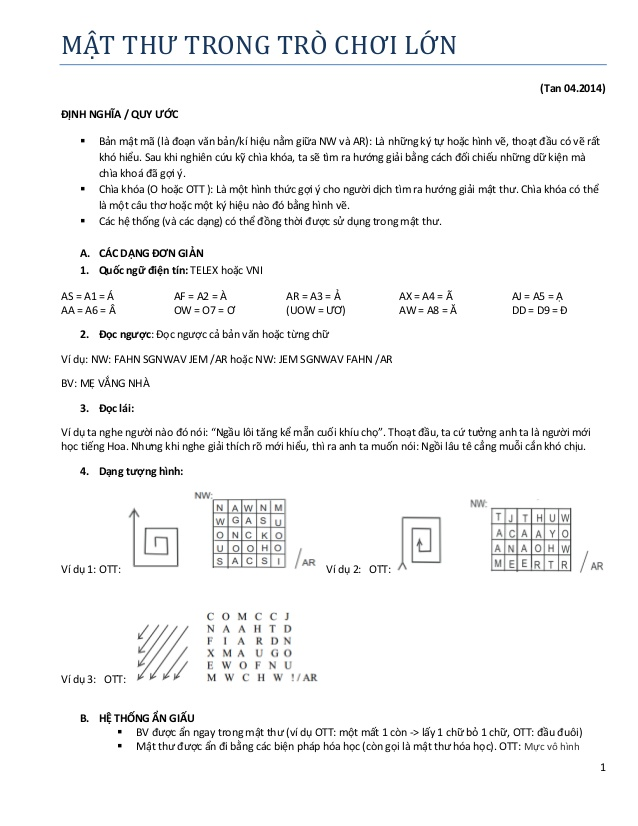 MẬT THƯ TRONG TRÒ CHƠI LỚN
(Tan 04.2014)
ĐỊNH NGHĨA / QUY ƯỚC
▪ Bản mật mã (là đoạn văn bản/kí hiệu nằm giữa NW và AR): Là những ký tự hoặc hình vẽ, thoạt đầu có vẽ rất
khó hiểu. Sau khi nghiên cứu kỹ chìa khóa, ta sẽ tìm ra hướng giải bằng cách đối chiếu những dữ kiện mà
chìa khoá đã gợi ý.
▪ Chìa khóa (O hoặc OTT ): Là một hình thức gợi ý cho người dịch tìm ra hướng giải mật thư. Chìa khóa có thể
là một câu thơ hoặc một ký hiệu nào đó bằng hình vẽ.
▪ Các hệ thống (và các dạng) có thể đồng thời được sử dụng trong mật thư.
A. CÁC DẠNG ĐƠN GIẢN
1. Quốc ngữ điện tín: TELEX hoặc VNI
AS = A1 = Á AF = A2 = À AR = A3 = Ả AX = A4 = Ã AJ = A5 = Ạ
AA = A6 = Â OW = O7 = Ơ (UOW = ƯƠ) AW = A8 = Ă DD = D9 = Đ
2. Đọc ngược: Đọc ngược cả bản văn hoặc từng chữ
Ví dụ: NW: FAHN SGNWAV JEM /AR hoặc NW: JEM SGNWAV FAHN /AR
BV: MẸ VẮNG NHÀ
3. Đọc lái:
Ví dụ ta nghe người nào đó nói: “Ngầu lôi tăng kể mẵn cuối khíu chọ”. Thoạt đầu, ta cứ tưởng anh ta là người mới
học tiếng Hoa. Nhưng khi nghe giải thích rõ mới hiểu, thì ra anh ta muốn nói: Ngồi lâu tê cẳng muỗi cắn khó chịu.
4. Dạng tượng hình:
Ví dụ 1: OTT:
NW:
N A W N M
W G A S U
O N C K O
U O O H O
S A C S I /AR
Ví dụ 2: OTT:
NW:
T J T H U W
A C A A Y O
A N A O H W
M E E R T R /AR
Ví dụ 3: OTT:
C O M C C J
N A A H T D
F I A R D N
X M A U G O
E W O F N U
M W C H W !/AR
B. HỆ THỐNG ẨN GIẤU
▪ BV được ẩn ngay trong mật thư (ví dụ OTT: một mất 1 còn -> lấy 1 chữ bỏ 1 chữ, OTT: đầu đuôi)
▪ Mật thư được ẩn đi bằng các biện pháp hóa học (còn gọi là mật thư hóa học). OTT: Mực vô hình
1